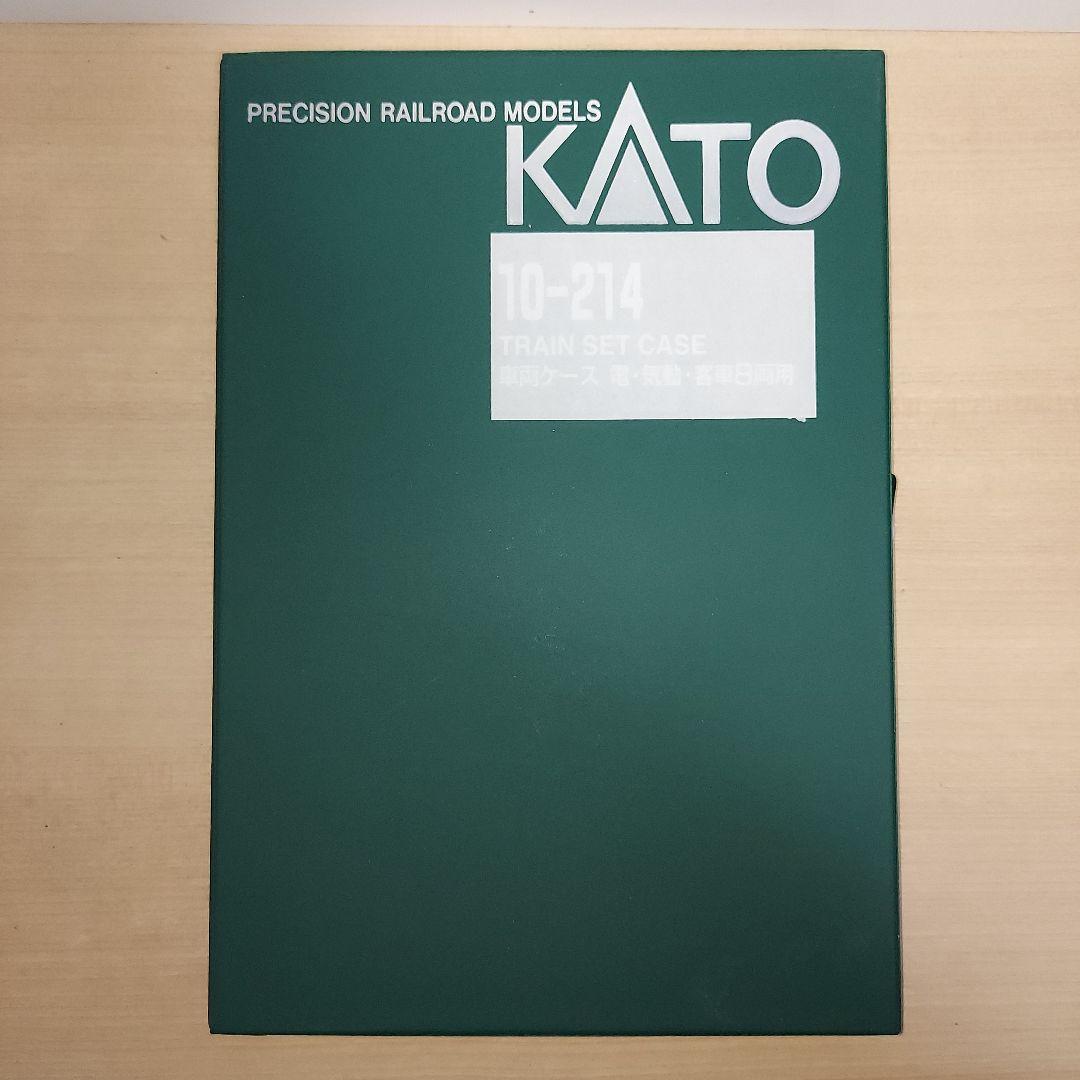 PRECISION RAILROAD MODELS
KATO
10-214
TRAIN SET CASE
車両ケース 電・気動・客車8両用